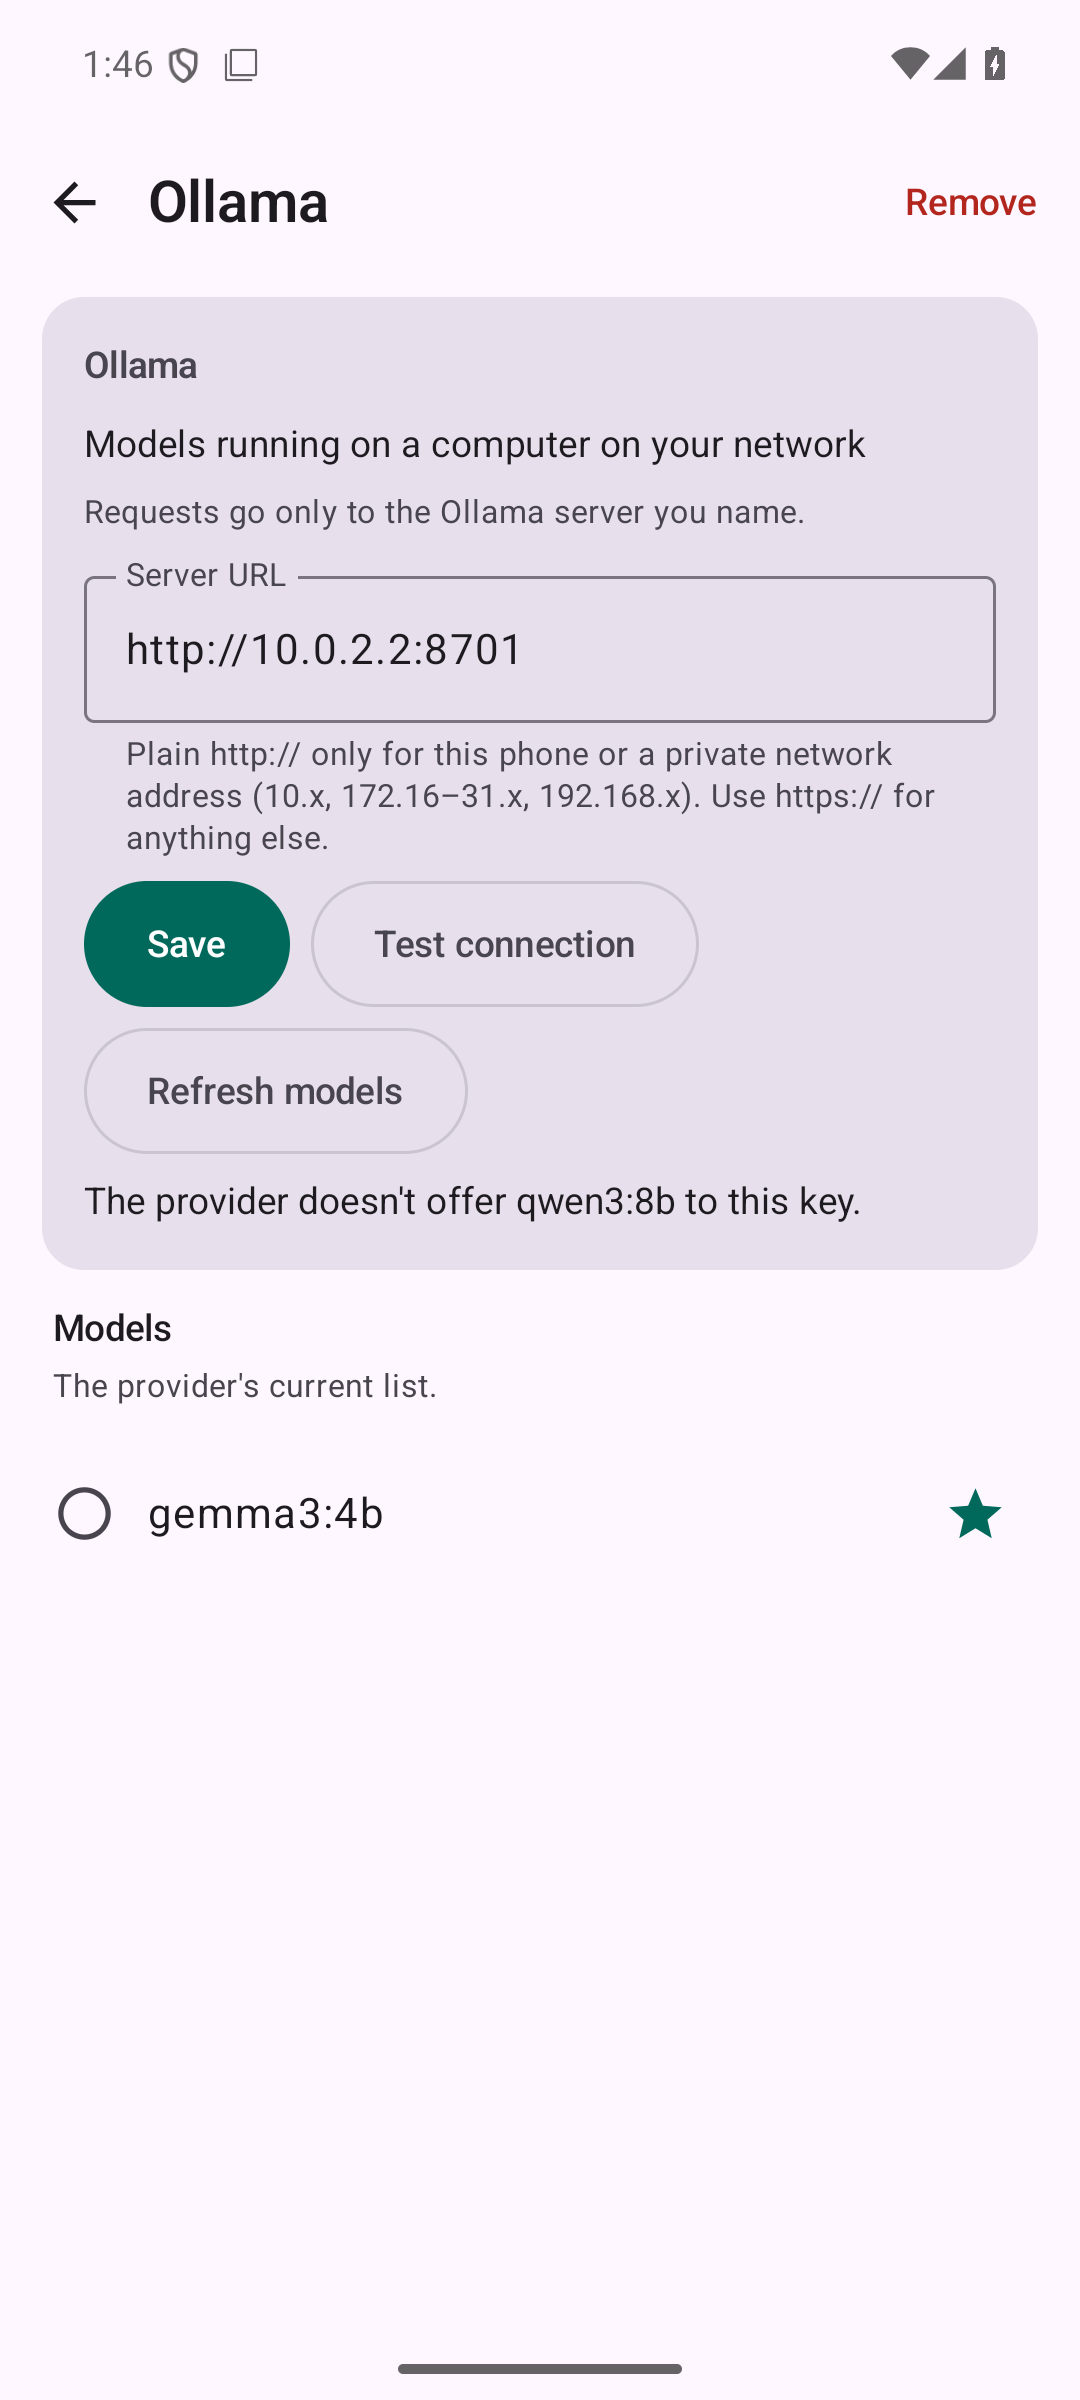 1:46
Ollama
Remove
Ollama
Models running on a computer on your network
Requests go only to the Ollama server you name.
Server URL
http://10.0.2.2:8701
Plain http:// only for this phone or a private network
address (10.x, 172.16–31.x, 192.168.x). Use https:// for
anything else.
Save
Test connection
Refresh models
The provider doesn't offer qwen3:8b to this key.
Models
The provider's current list.
gemma3:4b